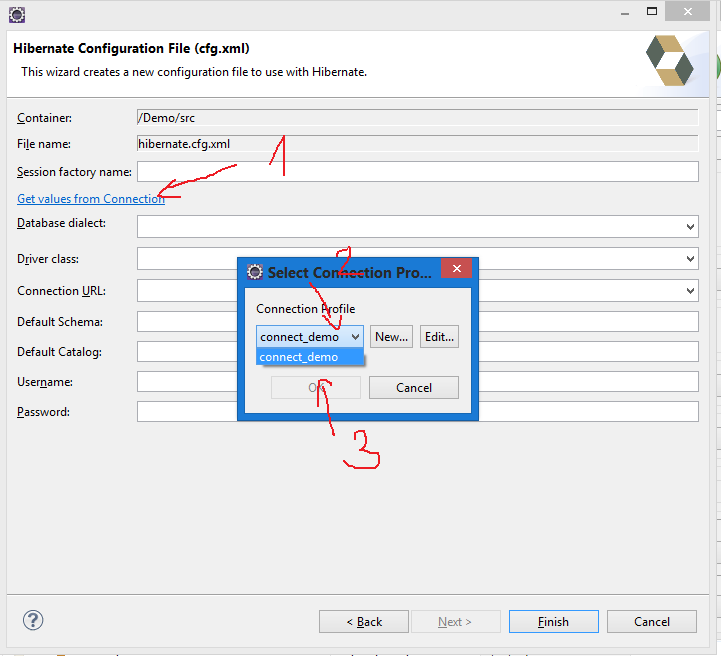 Hibernate Configuration File (cfg.xml)
This wizard creates a new configuration file to use with Hibernate.
Container: /Demo/src
File name: hibernate.cfg.xml
1
Session factory name:
Get values from Connection
Database dialect:
Driver class:
2
Select Connection Pro...
Connection URL:
Connection Profile
Default Schema:
connect_demo New... Edit...
Default Catalog:
connect_demo
Username:
OK Cancel
Password:
3
< Back Next > Finish Cancel